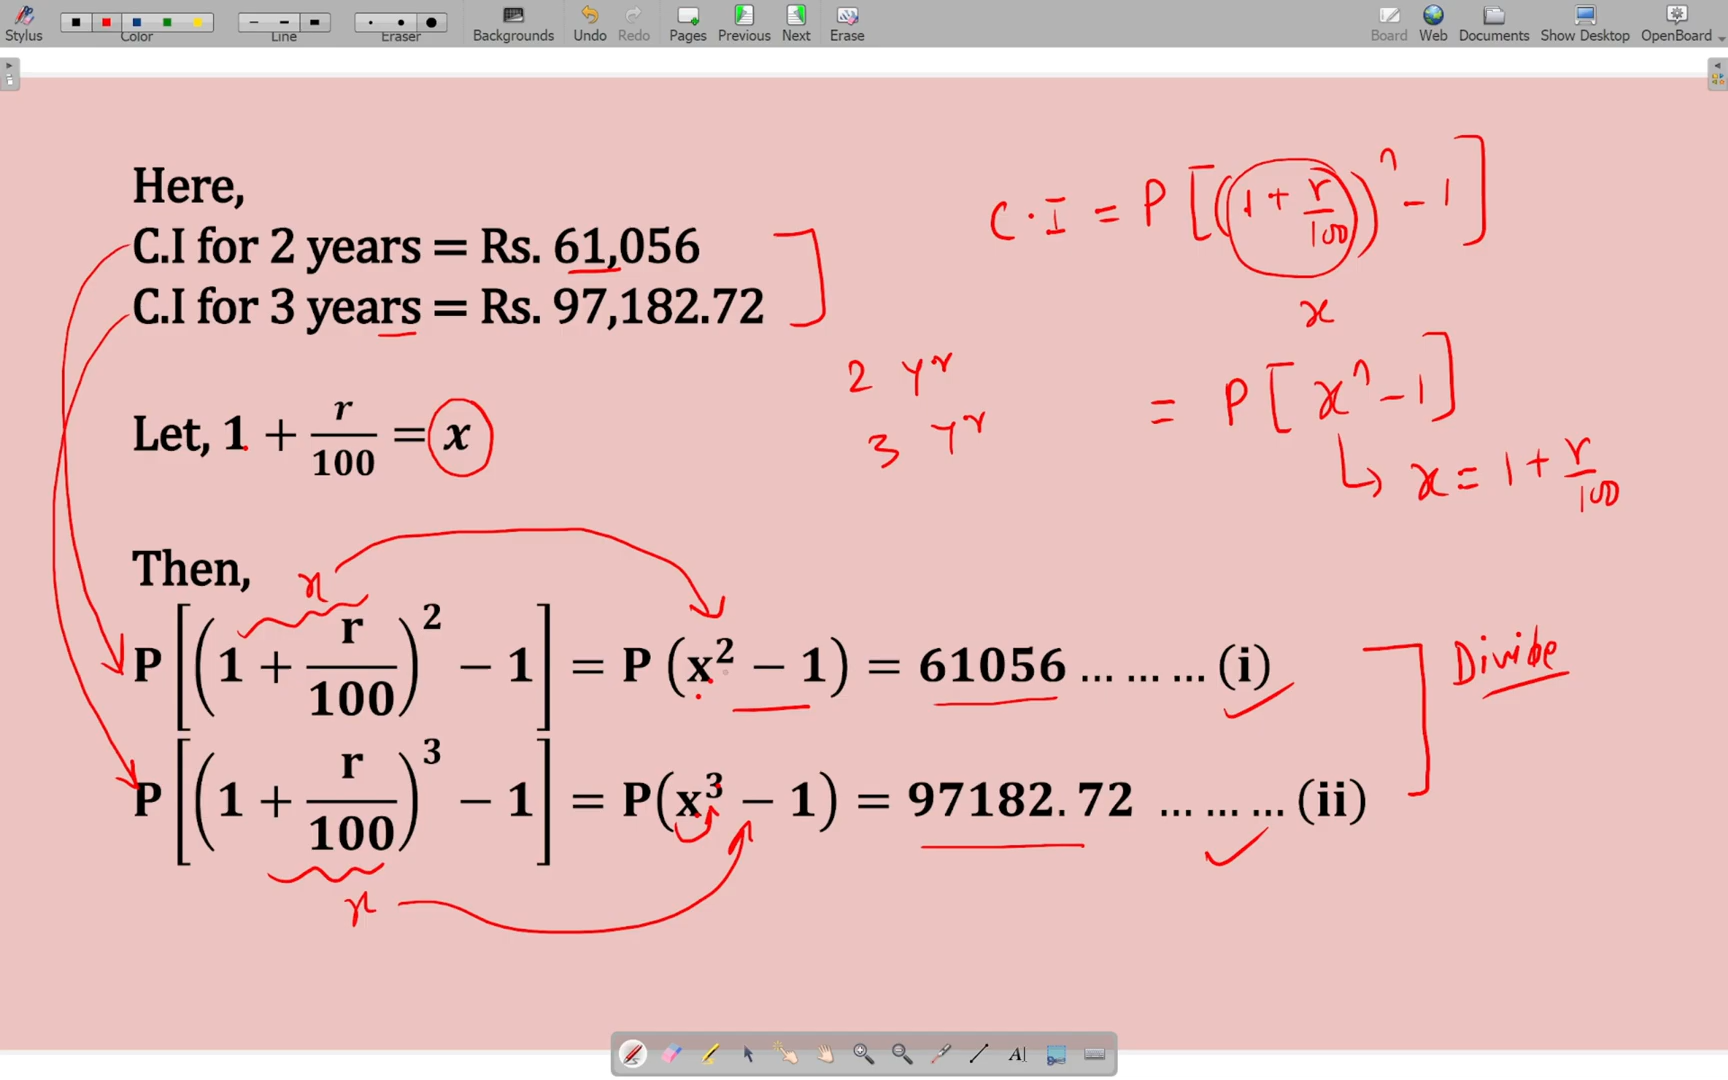 Stylus Color Line Eraser Backgrounds Undo Redo Pages Previous Next Erase Board Web Documents Show Desktop OpenBoard
Here,
C.I for 2 years = Rs. 61,056
C.I for 3 years = Rs. 97,182.72
C.I = P[(1 + r/100)^n - 1]
x
2 yr
3 yr
= P[x^n - 1]
x = 1 + r/100
Let, 1 + r/100 = x
Then,
x
P[(1 + r/100)^2 − 1] = P (x^2 − 1) = 61056 ... ... ... (i)
Divide
P[(1 + r/100)^3 − 1] = P(x^3 − 1) = 97182.72 ... ... ... (ii)
x